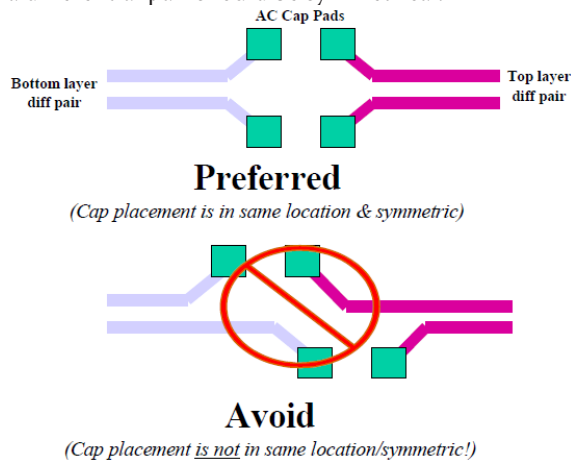 AC Cap Pads
Bottom layer
diff pair
Top layer
diff pair
Preferred
(Cap placement is in same location & symmetric)
Avoid
(Cap placement is not in same location/symmetric!)